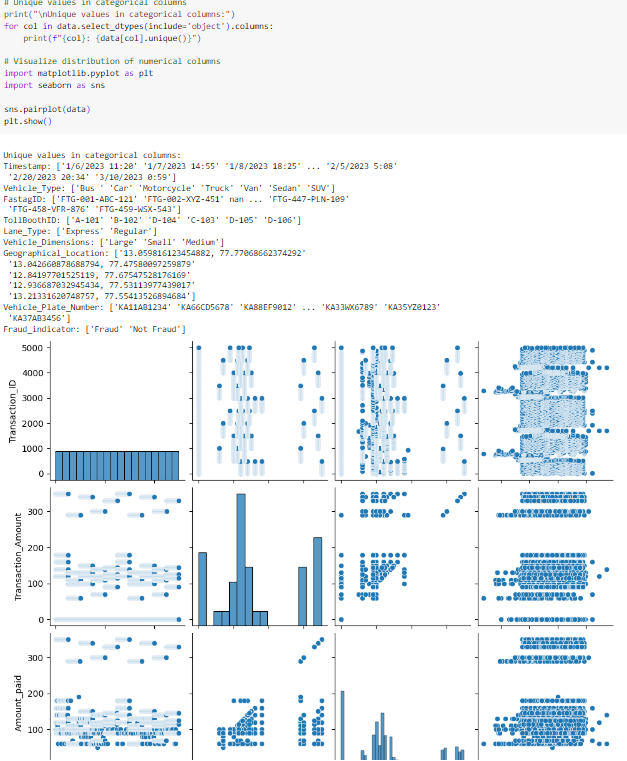 # Unique values in categorical columns
print("\nUnique values in categorical columns:")
for col in data.select_dtypes(include='object').columns:
    print(f"{col}: {data[col].unique()}")
# Visualize distribution of numerical columns
import matplotlib.pyplot as plt
import seaborn as sns
sns.pairplot(data)
plt.show()
Unique values in categorical columns:
Timestamp: ['1/6/2023 11:20' '1/7/2023 14:55' '1/8/2023 18:25' ... '2/5/2023 5:08'
 '2/20/2023 20:34' '3/10/2023 0:59']
Vehicle_Type: ['Bus ' 'Car' 'Motorcycle' 'Truck' 'Van' 'Sedan' 'SUV']
FastagID: ['FTG-001-ABC-121' 'FTG-002-XYZ-451' nan ... 'FTG-447-PLN-109'
 'FTG-458-VFR-876' 'FTG-459-WSX-543']
TollBoothID: ['A-101' 'B-102' 'D-104' 'C-103' 'D-105' 'D-106']
Lane_Type: ['Express' 'Regular']
Vehicle_Dimensions: ['Large' 'Small' 'Medium']
Geographical_Location: ['13.059816123454882, 77.77068662374292'
 '13.042660878688794, 77.47580097259879'
 '12.84197701525119, 77.67547528176169'
 '12.936687032945434, 77.53113977439017'
 '13.21331620748757, 77.55413526894684']
Vehicle_Plate_Number: ['KA11AB1234' 'KA66CD5678' 'KA88EF9012' ... 'KA33WX6789' 'KA35YZ0123'
 'KA37AB3456']
Fraud_indicator: ['Fraud' 'Not Fraud']
5000
4000
3000
2000
1000
0
Transaction_ID
300
200
100
0
Transaction_Amount
300
200
100
Amount_paid